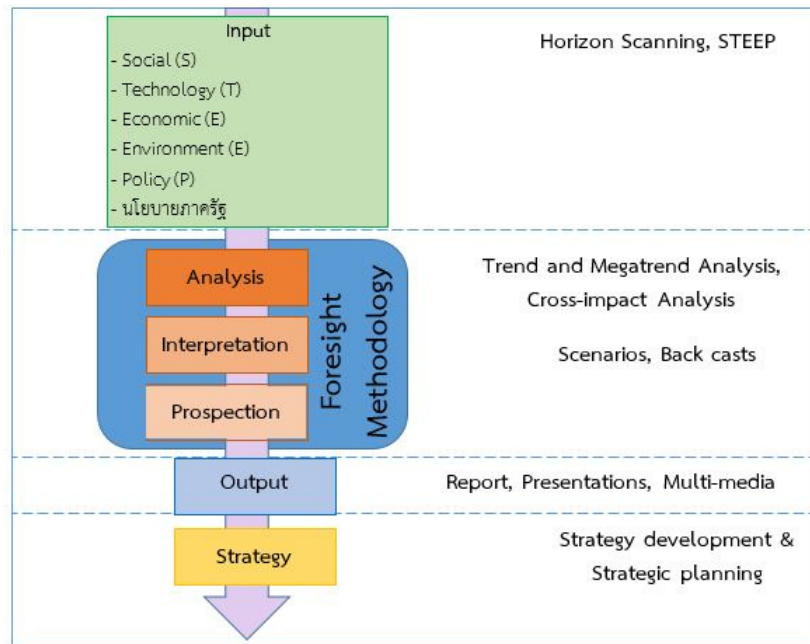 Input
- Social (S)
- Technology (T)
- Economic (E)
- Environment (E)
- Policy (P)
- นโยบายภาครัฐ
Horizon Scanning, STEEP
Analysis
Interpretation
Prospection
Foresight
Methodology
Trend and Megatrend Analysis,
Cross-impact Analysis
Scenarios, Back casts
Output
Report, Presentations, Multi-media
Strategy
Strategy development &
Strategic planning